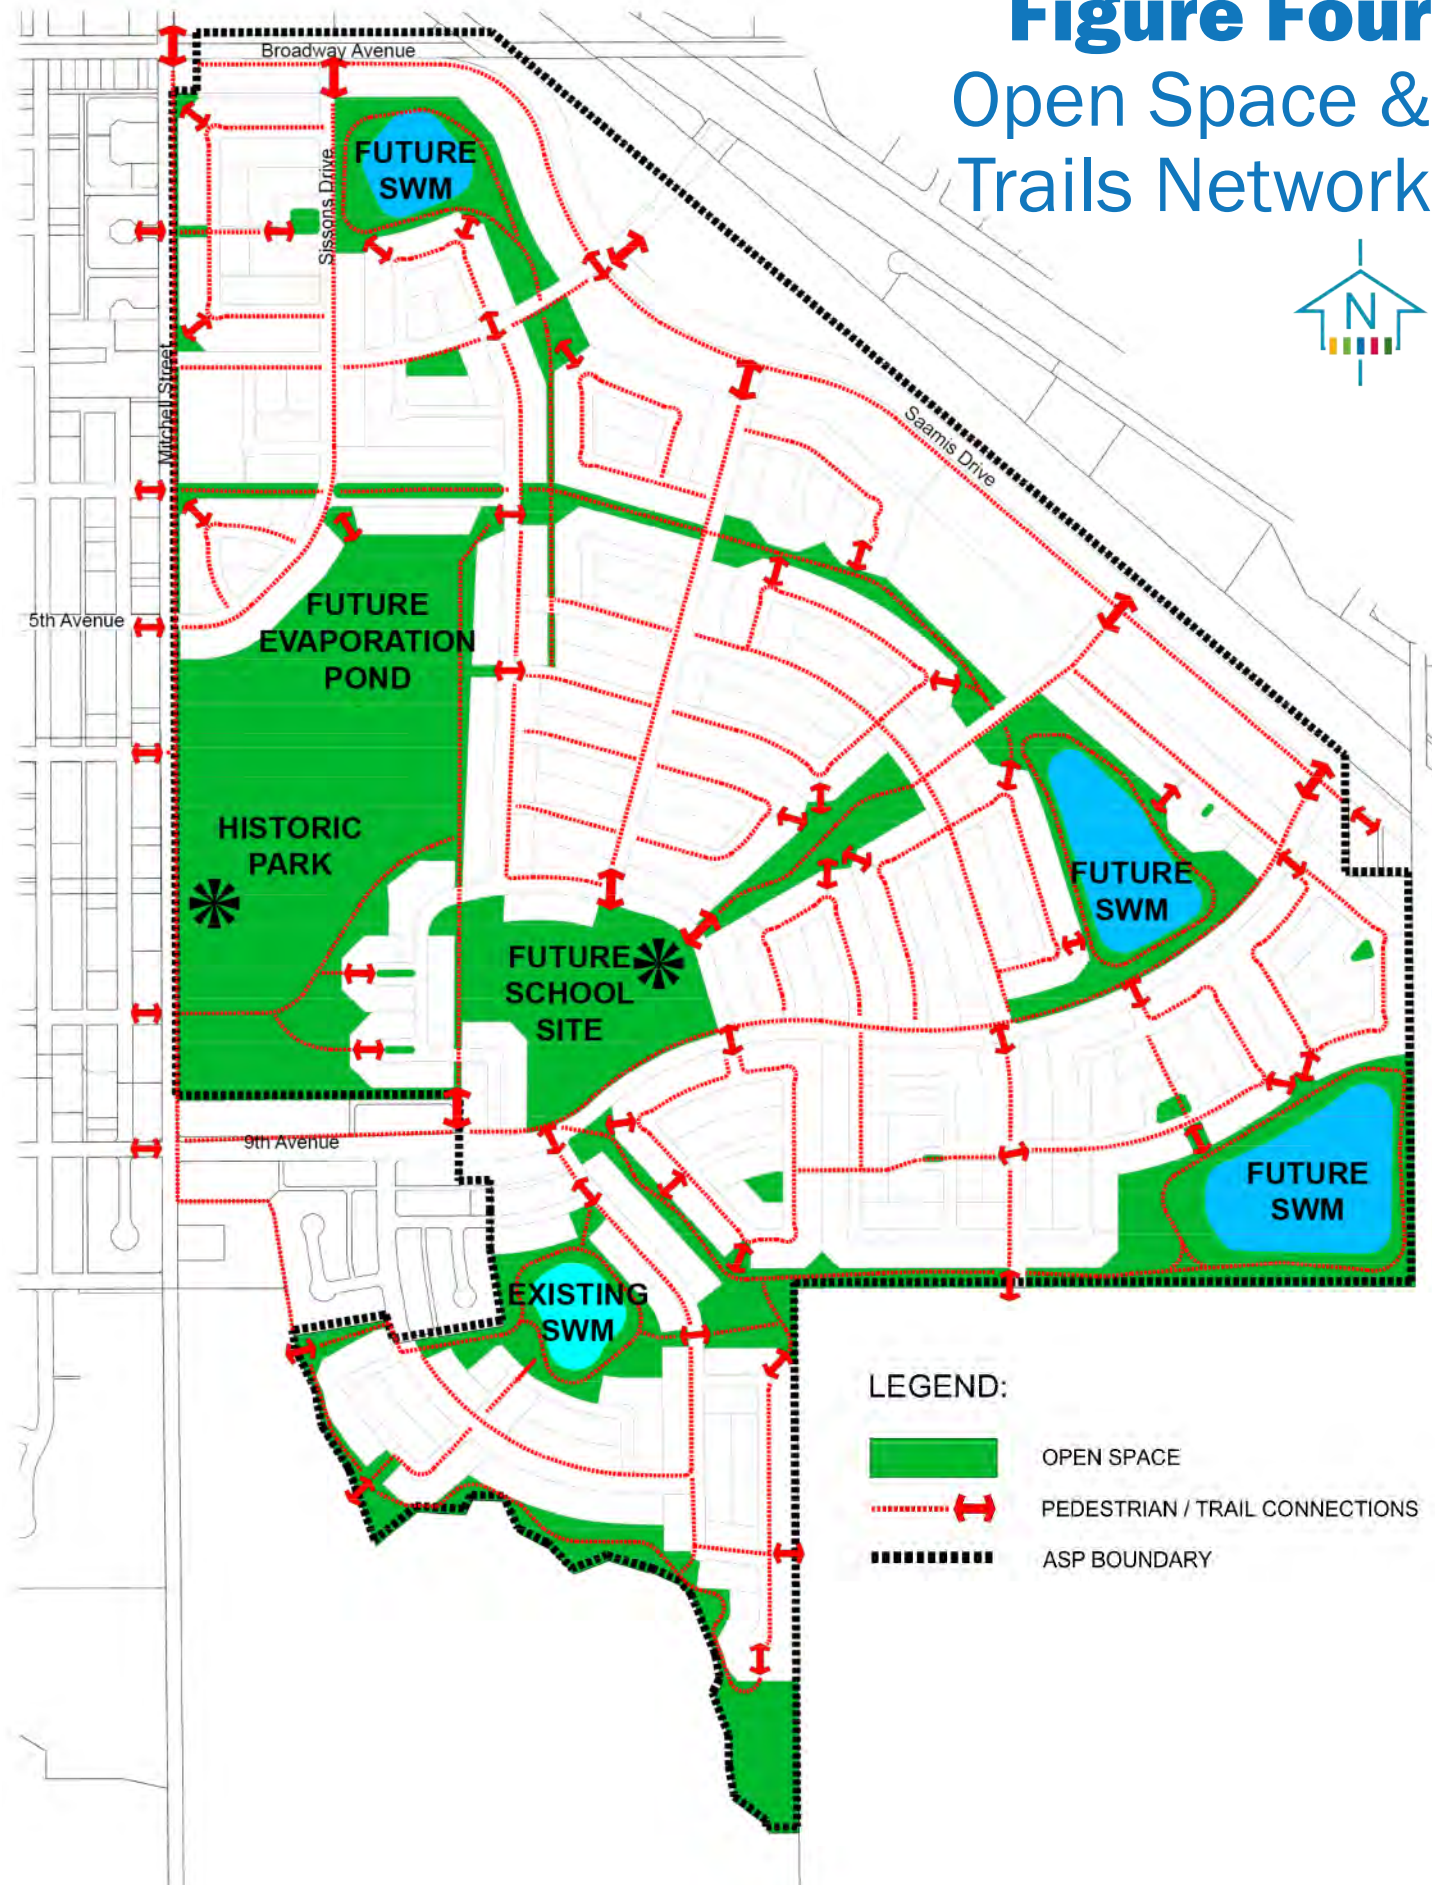 Figure Four
Open Space &
Trails Network
N
Broadway Avenue
Sissons Drive
Mitchell Street
Saamis Drive
5th Avenue
9th Avenue
FUTURE
SWM
FUTURE
EVAPORATION
POND
HISTORIC
PARK
FUTURE
SCHOOL
SITE
FUTURE
SWM
FUTURE
SWM
EXISTING
SWM
LEGEND:
OPEN SPACE
PEDESTRIAN / TRAIL CONNECTIONS
ASP BOUNDARY